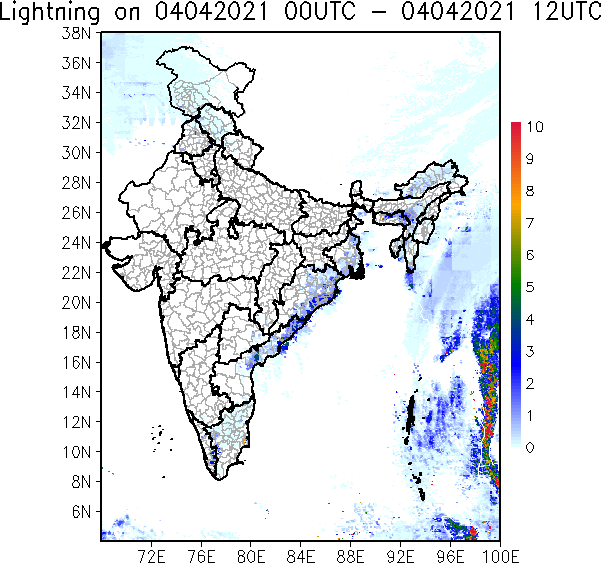 Lightning on 04042021 00UTC – 04042021 12UTC
38N
36N
34N
32N
30N
28N
26N
24N
22N
20N
18N
16N
14N
12N
10N
8N
6N
72E 76E 80E 84E 88E 92E 96E 100E
10
9
8
7
6
5
4
3
2
1
0